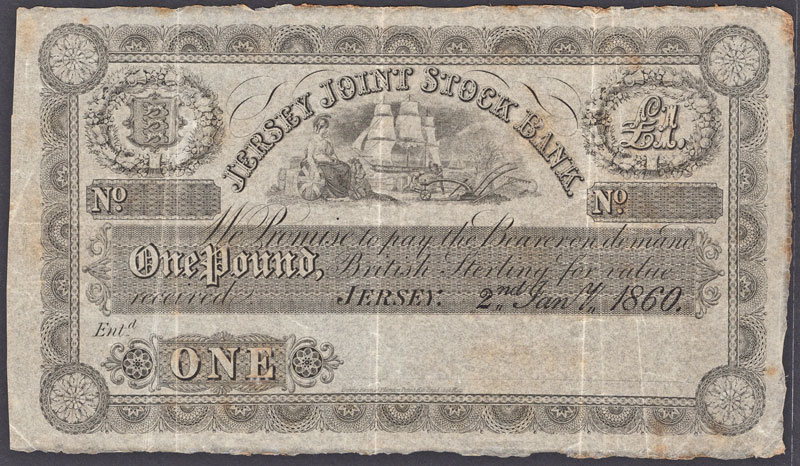 JERSEY JOINT STOCK BANK.
£1.
No No
We Promise to pay the Bearer on demand
One Pound, British Sterling for value
received JERSEY. 2nd Jany 1860.
Entd
ONE